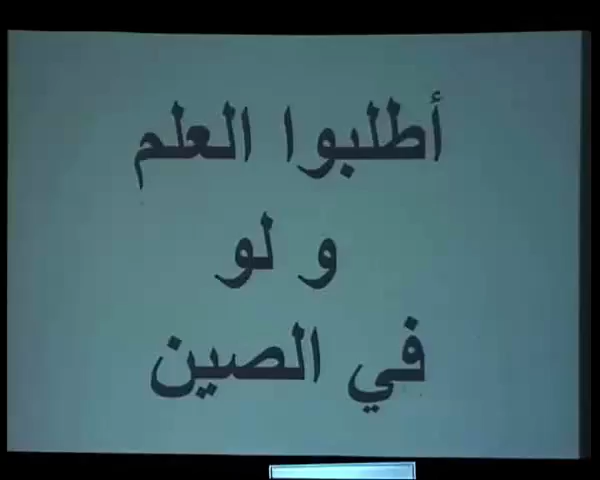 أطلبوا العلم
و لو
في الصين